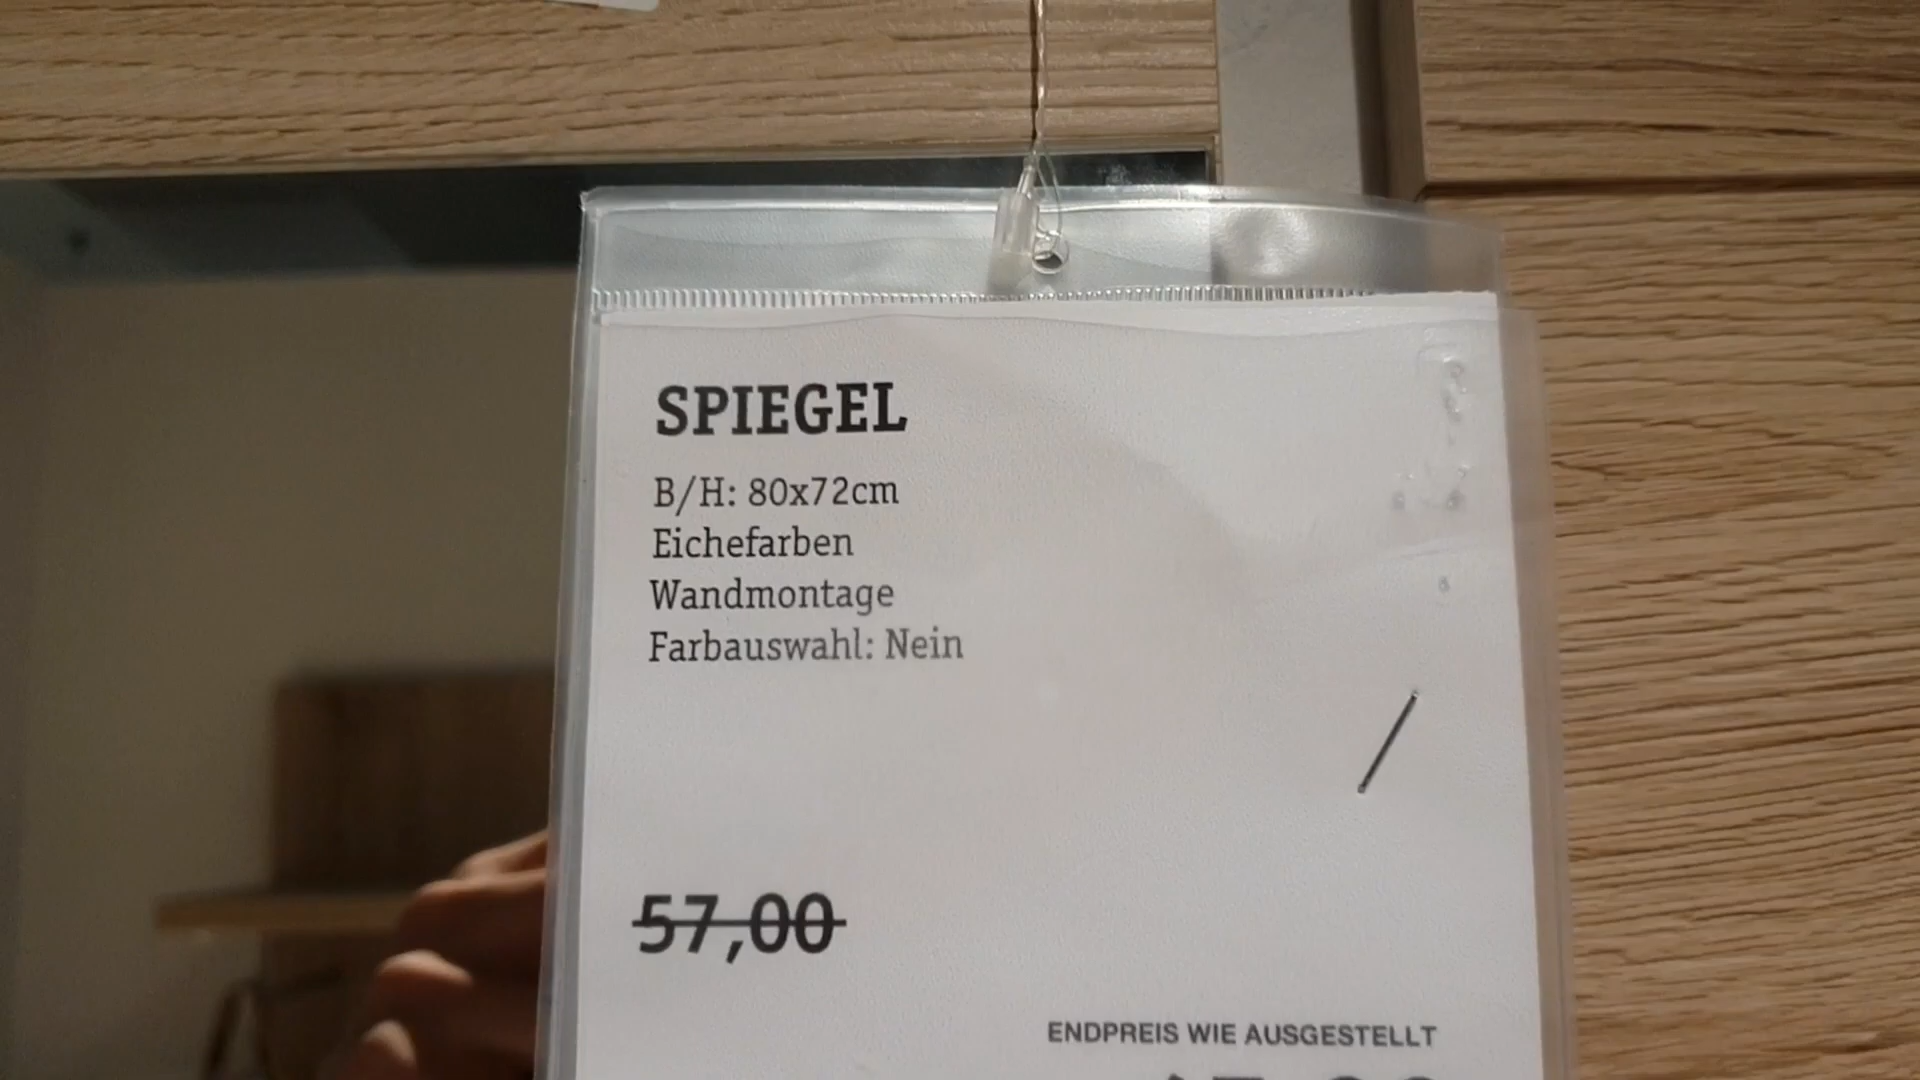 SPIEGEL
B/H: 80x72cm
Eichefarben
Wandmontage
Farbauswahl: Nein
57,00
ENDPREIS WIE AUSGESTELLT